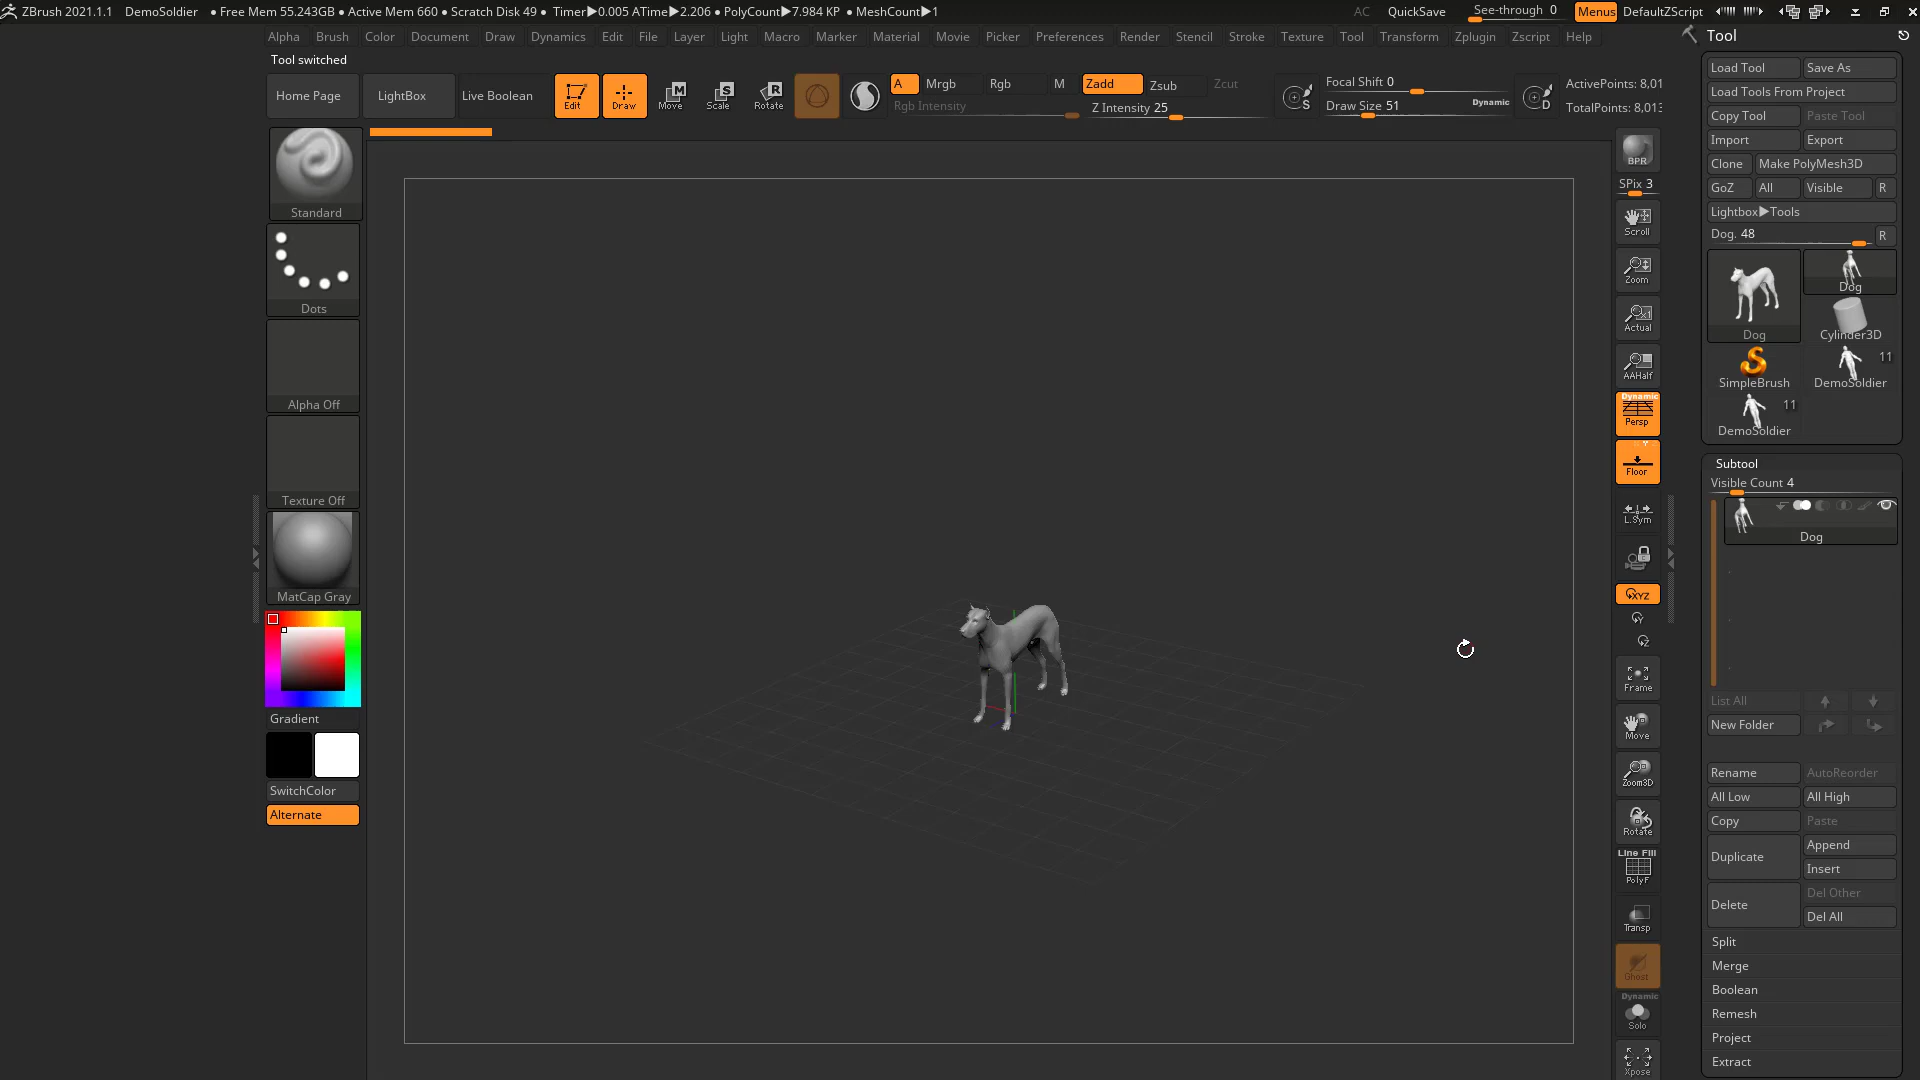 ZBrush 2021.1.1 DemoSoldier ● Free Mem 55.243GB ● Active Mem 660 ● Scratch Disk 49 ● Timer▶0.005 ATime▶2.206 ● PolyCount▶7.984 KP ● MeshCount▶1 AC QuickSave See-through 0 Menus DefaultZScript
Alpha Brush Color Document Draw Dynamics Edit File Layer Light Macro Marker Material Movie Picker Preferences Render Stencil Stroke Texture Tool Transform Zplugin Zscript Help
Tool switched
Home Page LightBox Live Boolean Edit Draw Move Scale Rotate
A Mrgb Rgb M Zadd Zsub Zcut
Rgb Intensity Z Intensity 25
Focal Shift 0
Draw Size 51 Dynamic
ActivePoints: 8,01
TotalPoints: 8,013
Standard
Dots
Alpha Off
Texture Off
MatCap Gray
Gradient
SwitchColor
Alternate
BPR
SPix 3
Scroll
Zoom
Actual
AAHalf
Dynamic
Persp
Floor
L.Sym
XYZ
Y
Z
Frame
Move
Zoom3D
Rotate
Line Fill
PolyF
Transp
Ghost
Dynamic
Solo
Xpose
Tool
Load Tool Save As
Load Tools From Project
Copy Tool Paste Tool
Import Export
Clone Make PolyMesh3D
GoZ All Visible R
Lightbox▶Tools
Dog. 48 R
Dog Dog
Cylinder3D
SimpleBrush DemoSoldier 11
DemoSoldier 11
Subtool
Visible Count 4
Dog
List All
New Folder
Rename AutoReorder
All Low All High
Copy Paste
Duplicate Append
Insert
Delete Del Other
Del All
Split
Merge
Boolean
Remesh
Project
Extract